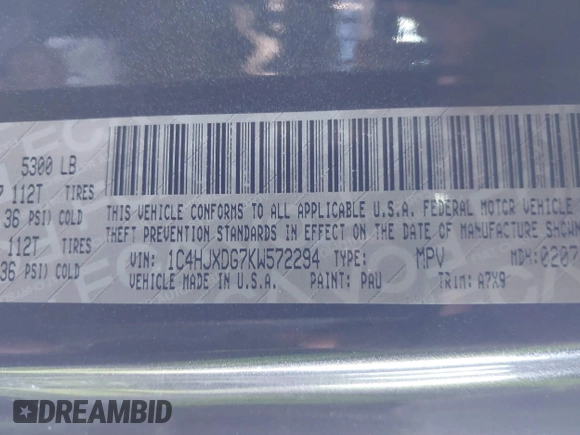 5300 LB
112T TIRES
36 PSI) COLD
112T TIRES
36 PSI) COLD
THIS VEHICLE CONFORMS TO ALL APPLICABLE U.S.A. FEDERAL MOTOR VEHICLE
THEFT PREVENTION STANDARDS IN EFFECT ON THE DATE OF MANUFACTURE SHOWN
VIN: 1C4HJXDG7KW572294 TYPE: MPV MDH:0207
VEHICLE MADE IN U.S.A. PAINT: PAU TRIM: A7X9
DREAMBID